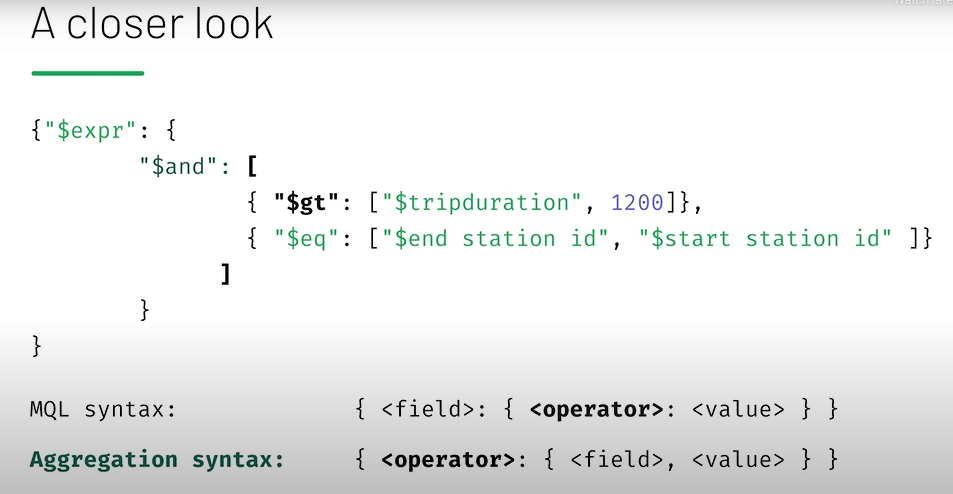 A closer look
{"$expr": {
"$and": [
{ "$gt": ["$tripduration", 1200]},
{ "$eq": ["$end station id", "$start station id" ]}
]
}
}
MQL syntax: { <field>: { <operator>: <value> } }
Aggregation syntax: { <operator>: { <field>, <value> } }